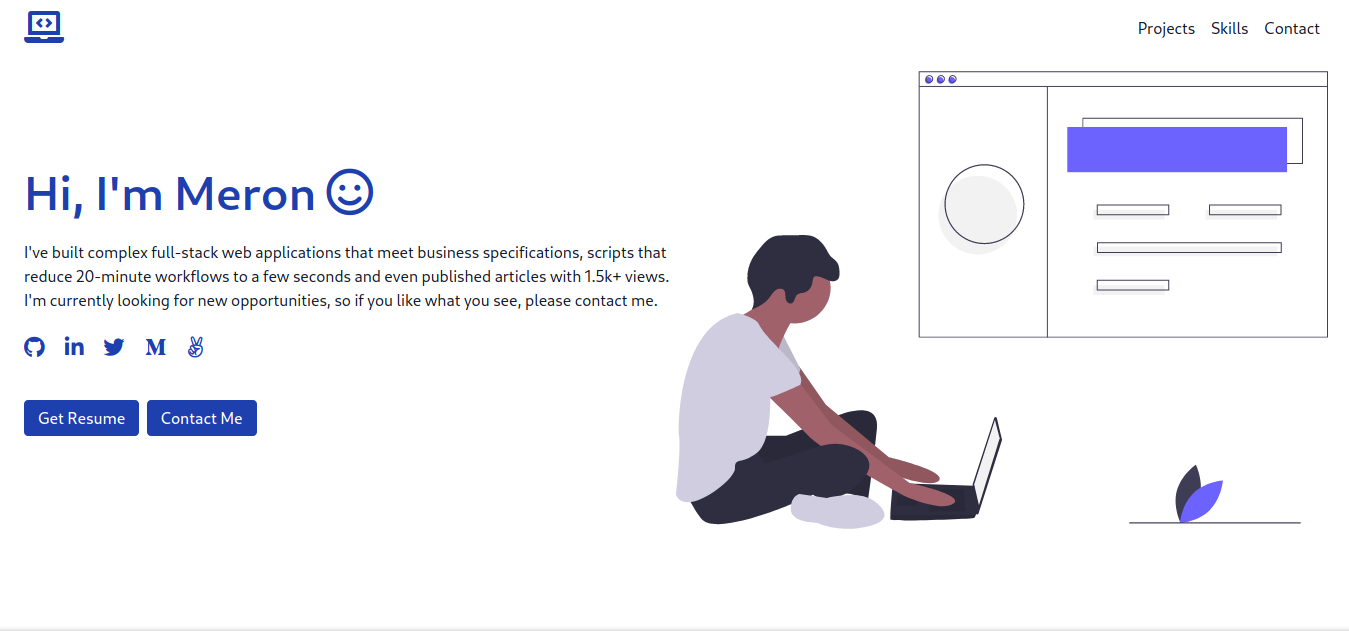 Projects Skills Contact
Hi, I'm Meron
I've built complex full-stack web applications that meet business specifications, scripts that
reduce 20-minute workflows to a few seconds and even published articles with 1.5k+ views.
I'm currently looking for new opportunities, so if you like what you see, please contact me.
Get Resume Contact Me